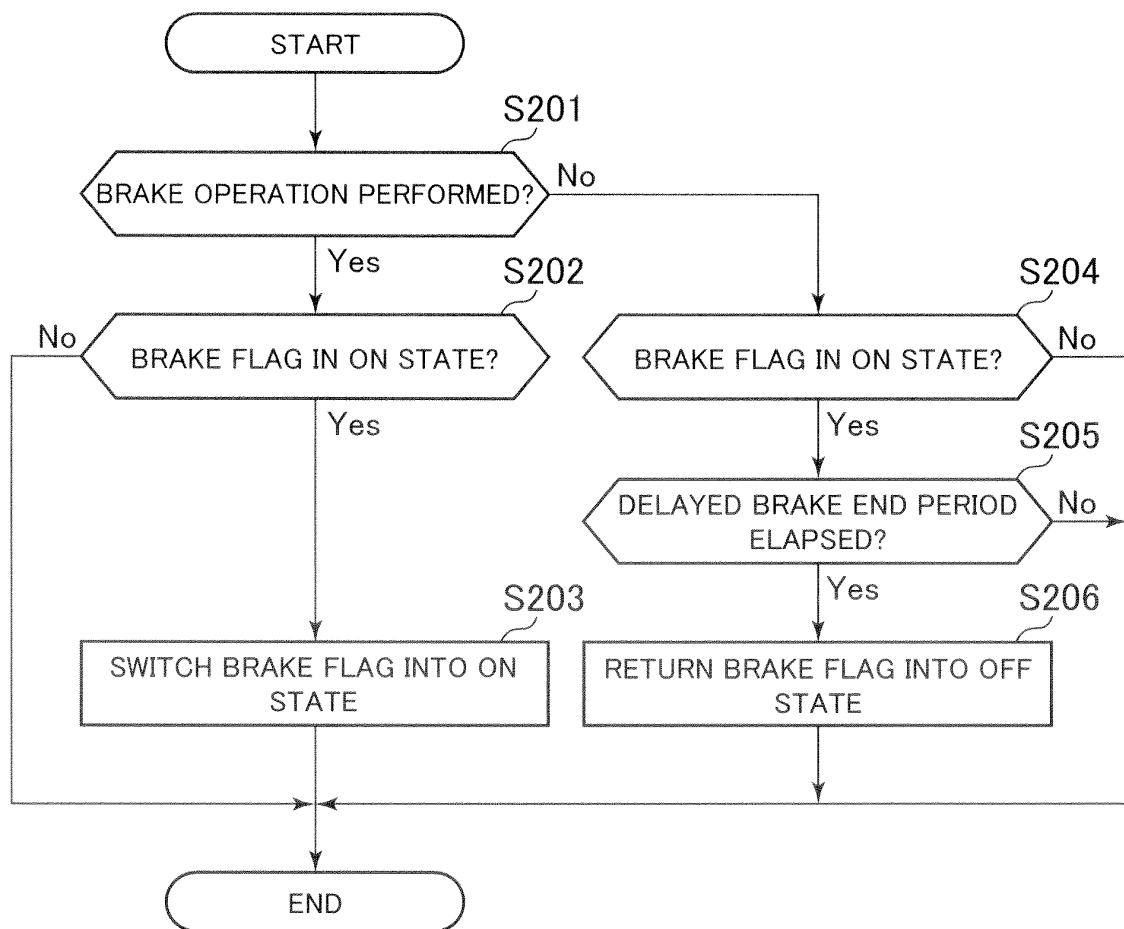 START
S201
BRAKE OPERATION PERFORMED?
No
Yes
S202
No
BRAKE FLAG IN ON STATE?
Yes
S204
BRAKE FLAG IN ON STATE?
No
Yes
S205
DELAYED BRAKE END PERIOD
ELAPSED?
No
Yes
S203
SWITCH BRAKE FLAG INTO ON
STATE
S206
RETURN BRAKE FLAG INTO OFF
STATE
END